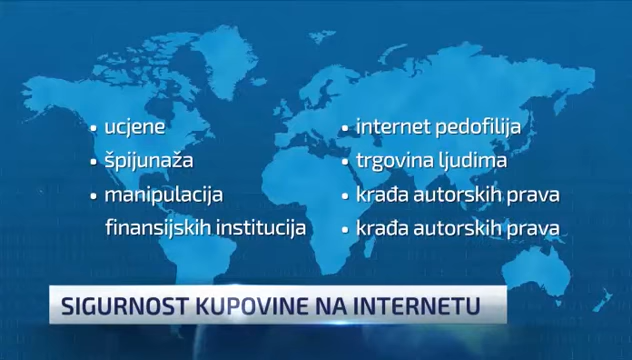 • ucjene
• špijunaža
• manipulacija
finansijskih institucija
• internet pedofilija
• trgovina ljudima
• krađa autorskih prava
• krađa autorskih prava
SIGURNOST KUPOVINE NA INTERNETU